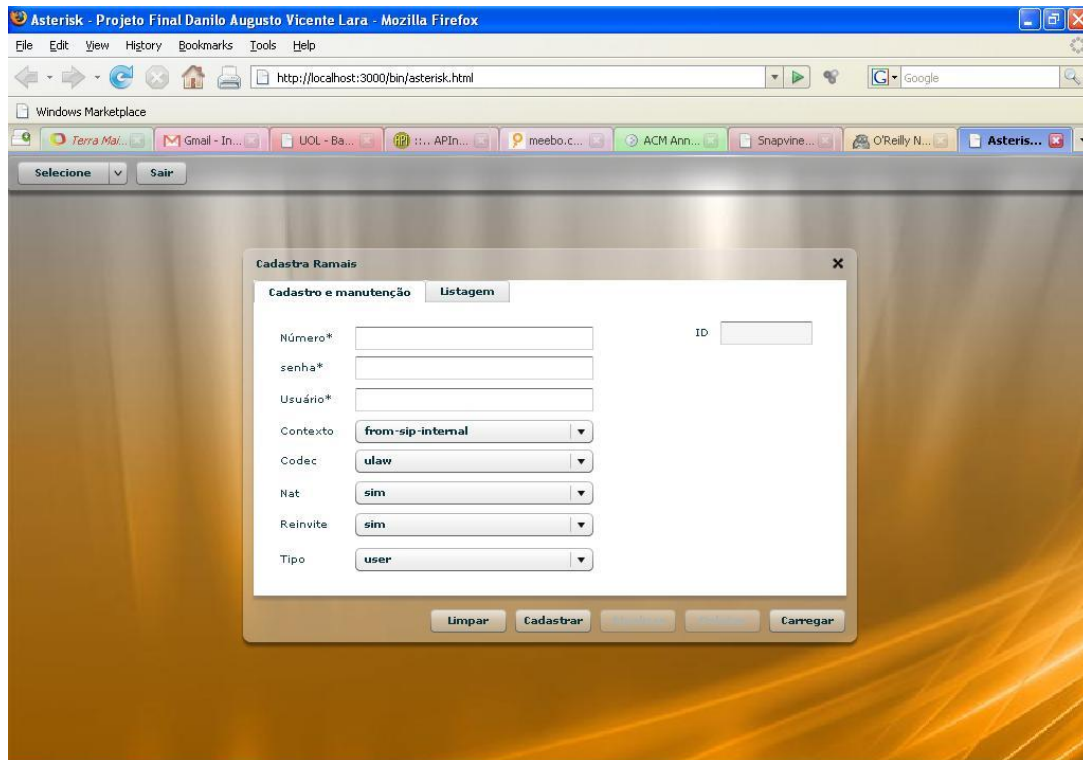 Asterisk - Projeto Final Danilo Augusto Vicente Lara - Mozilla Firefox
File Edit View History Bookmarks Tools Help
http://localhost:3000/bin/asterisk.html
G Google
Windows Marketplace
Terra Mai... Gmail - In... UOL - Ba... ::.. APIn... meebo.c... ACM Ann... Snapvine... O'Reilly N... Asteris...
Selecione Sair
Cadastra Ramais
Cadastro e manutenção Listagem
Número* ID
senha*
Usuário*
Contexto from-sip-internal
Codec ulaw
Nat sim
Reinvite sim
Tipo user
Limpar Cadastrar Carregar